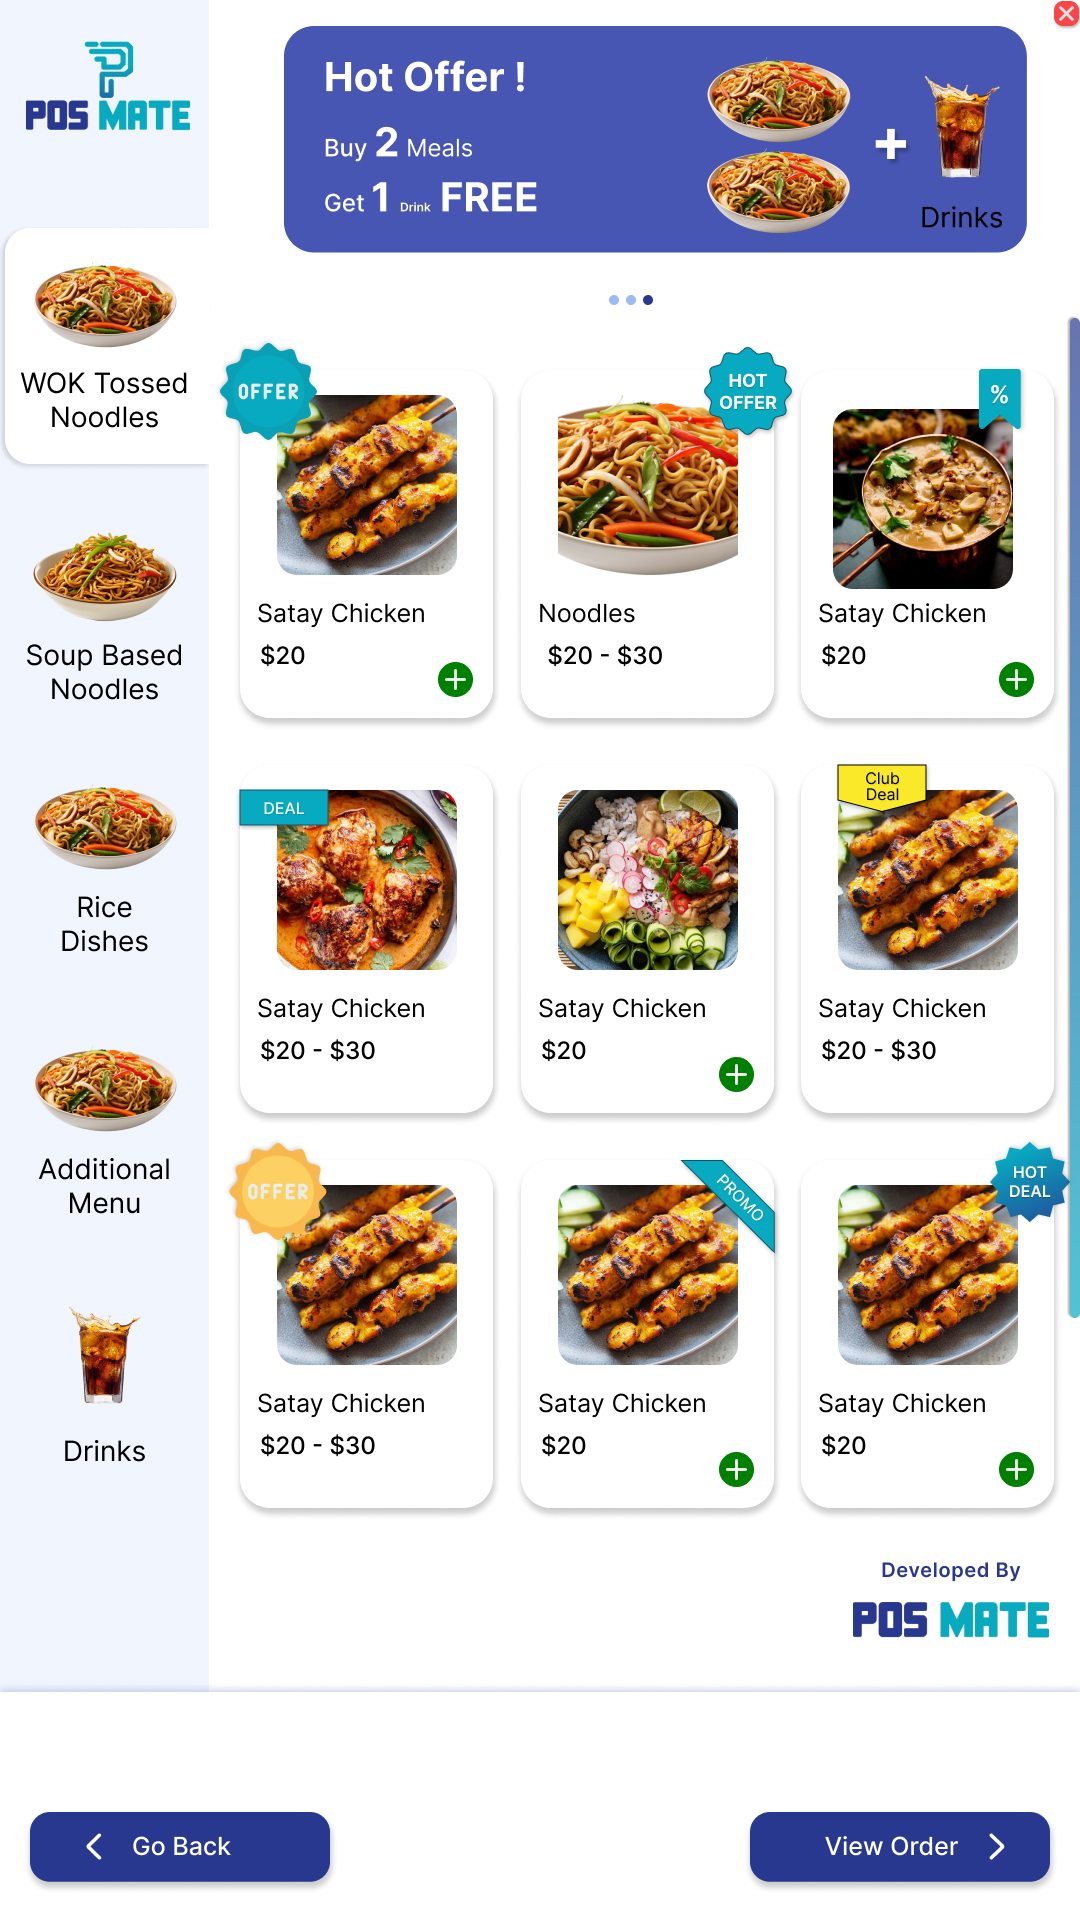 POS MATE
Hot Offer !
Buy 2 Meals
Get 1 Drink FREE
+
Drinks
WOK Tossed
Noodles
Soup Based
Noodles
Rice
Dishes
Additional
Menu
Drinks
OFFER
Satay Chicken
$20
HOT
OFFER
Noodles
$20 - $30
%
Satay Chicken
$20
DEAL
Satay Chicken
$20 - $30
Satay Chicken
$20
Club
Deal
Satay Chicken
$20 - $30
OFFER
Satay Chicken
$20 - $30
PROMO
Satay Chicken
$20
HOT
DEAL
Satay Chicken
$20
Developed By
POS MATE
Go Back
View Order